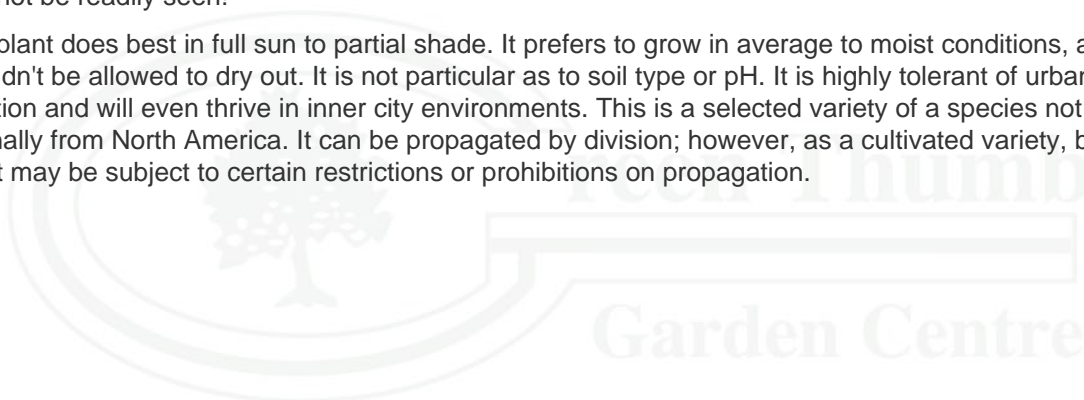 not be readily seen.
plant does best in full sun to partial shade. It prefers to grow in average to moist conditions, a
dn't be allowed to dry out. It is not particular as to soil type or pH. It is highly tolerant of urban
tion and will even thrive in inner city environments. This is a selected variety of a species not
nally from North America. It can be propagated by division; however, as a cultivated variety, b
t may be subject to certain restrictions or prohibitions on propagation.
reen Thumb
Garden Centre